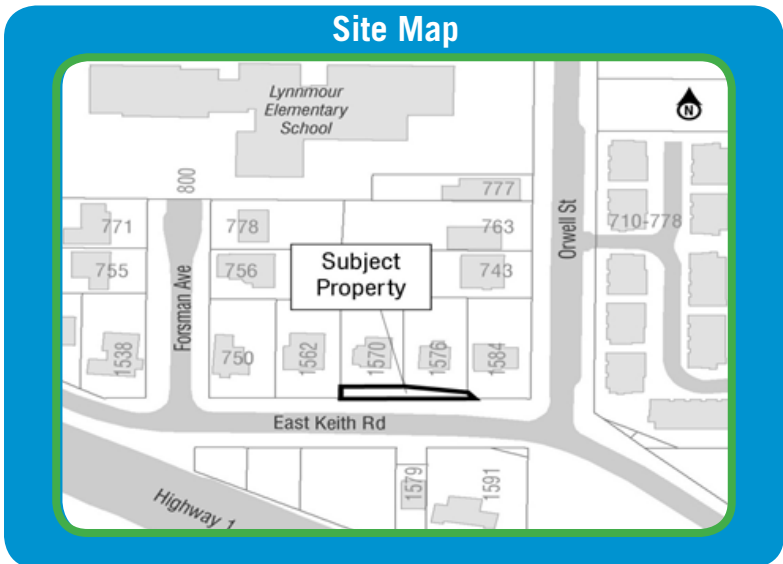 Site Map
Lynnmour
Elementary
School
N
800
777
771
778
763
710-778
Orwell St
755
756
Subject
Property
743
Forsman Ave
1538
750
1562
1570
1576
1584
East Keith Rd
Highway 1
1579
1591